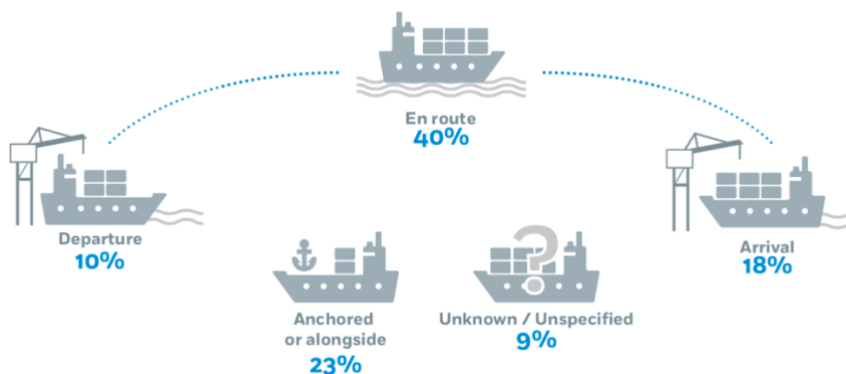 En route
40%
Departure
10%
Arrival
18%
Anchored
or alongside
23%
Unknown / Unspecified
9%